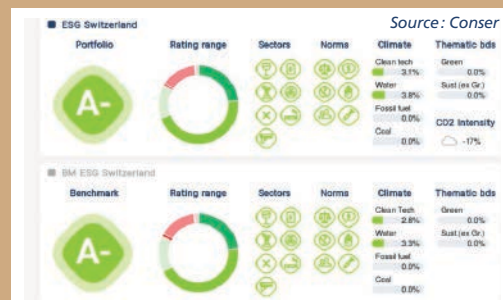 ESG Switzerland
Source: Conser
Portfolio Rating range Sectors Norms Climate Thematic bds
A-
Clean tech
3.1%
Water
3.8%
Fossil fuel
0.0%
Coal
0.0%
Green
0.0%
Sust.(ex Gr.)
0.0%
CO2 Intensity
-17%
BM ESG Switzerland
Benchmark Rating range Sectors Norms Climate Thematic bds
A-
Clean Tech
2.8%
Water
3.3%
Fossil fuel
0.0%
Coal
0.0%
Green
0.0%
Sust.(ex Gr.)
0.0%